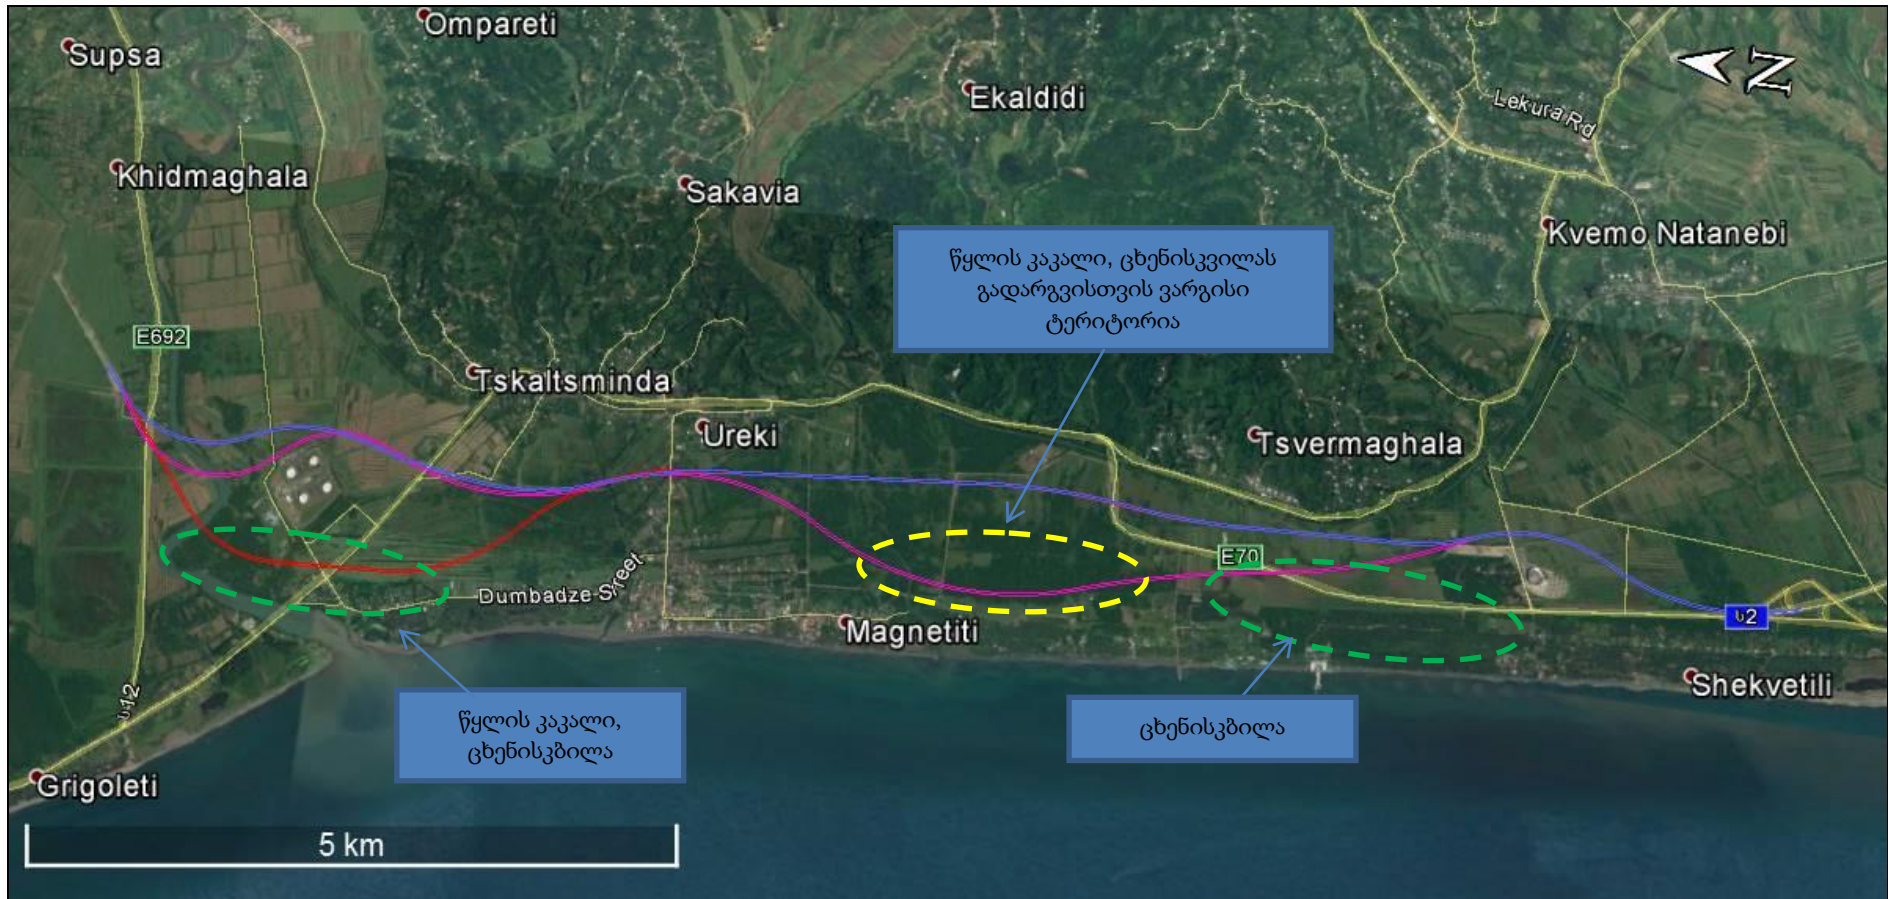 Ompareti
Supsa
Ekaldidi
N
Lekura Rd
Khidmaghala
Sakavia
Kvemo Natanebi
წყლის კაკალი, ცხენისკვილას
გადარგვისთვის ვარგისი
ტერიტორია
E692
Tskaltsminda
Ureki
Tsvermaghala
E70
Dumbadze Street
Magnetiti
ს2
Shekvetili
ს12
წყლის კაკალი,
ცხენისკბილა
ცხენისკბილა
Grigoleti
5 km